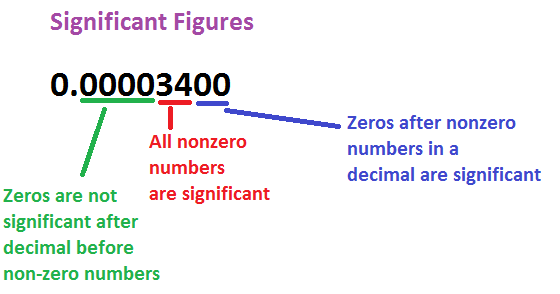 Significant Figures
0.00003400
Zeros after nonzero
numbers in a
decimal are significant
All nonzero
numbers
are significant
Zeros are not
significant after
decimal before
non-zero numbers